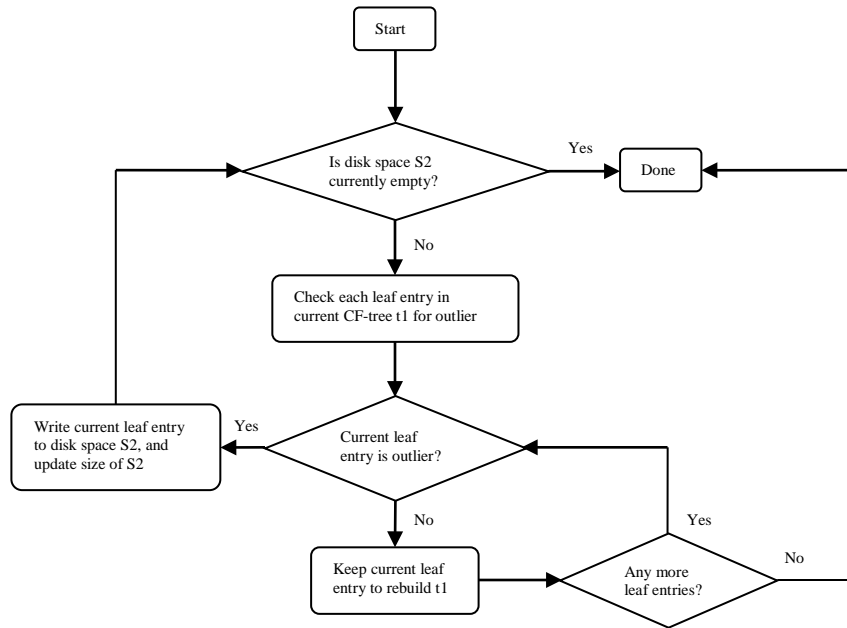 Start
Is disk space S2
currently empty?
Yes
Done
No
Check each leaf entry in
current CF-tree t1 for outlier
Write current leaf entry
to disk space S2, and
update size of S2
Yes
Current leaf
entry is outlier?
No
Yes
Keep current leaf
entry to rebuild t1
Any more
leaf entries?
No